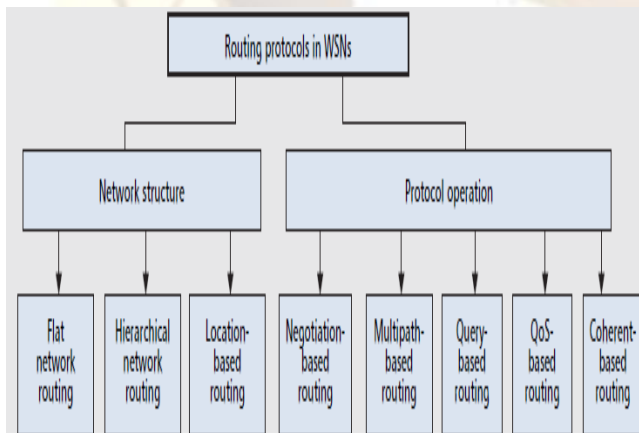 Routing protocols in WSNs
Network structure
Protocol operation
Flat
network
routing
Hierarchical
network
routing
Location-
based
routing
Negotiation-
based
routing
Multipath-
based
routing
Query-
based
routing
QoS-
based
routing
Coherent-
based
routing